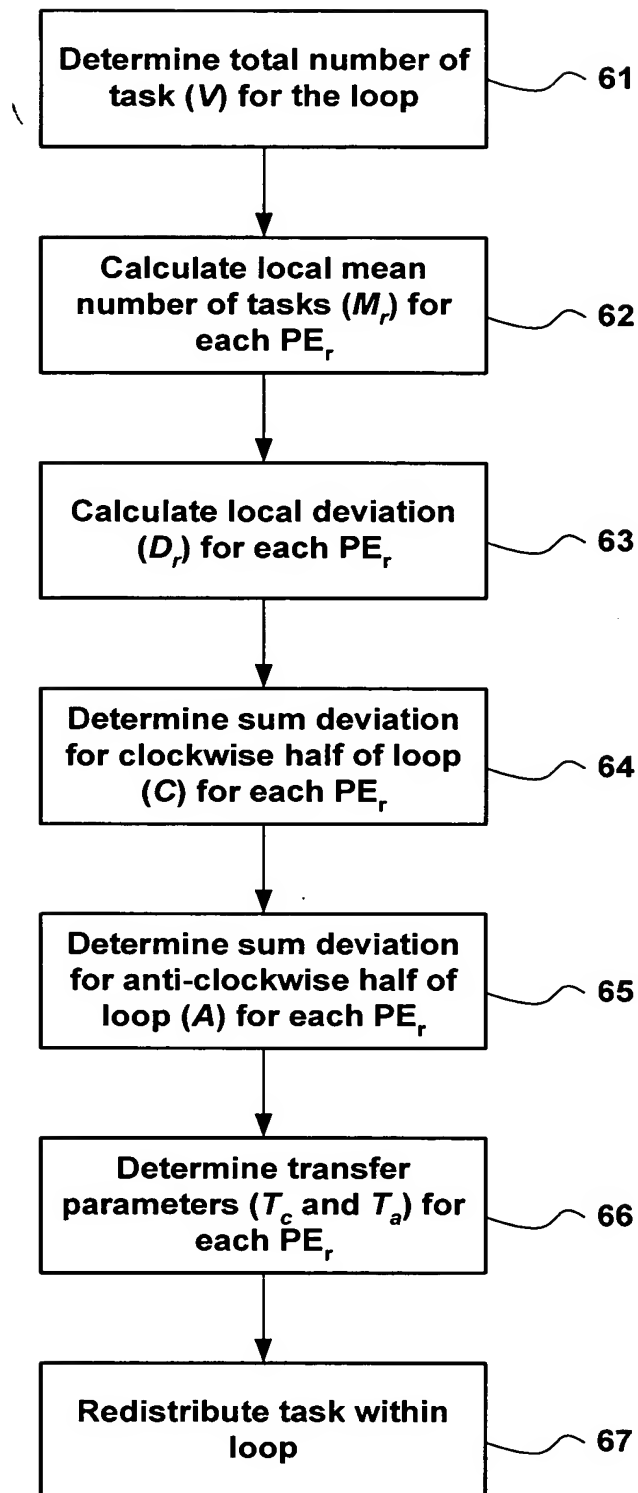 Determine total number of
task (V) for the loop
61
Calculate local mean
number of tasks (Mr) for
each PEr
62
Calculate local deviation
(Dr) for each PEr
63
Determine sum deviation
for clockwise half of loop
(C) for each PEr
64
Determine sum deviation
for anti-clockwise half of
loop (A) for each PEr
65
Determine transfer
parameters (Tc and Ta) for
each PEr
66
Redistribute task within
loop
67